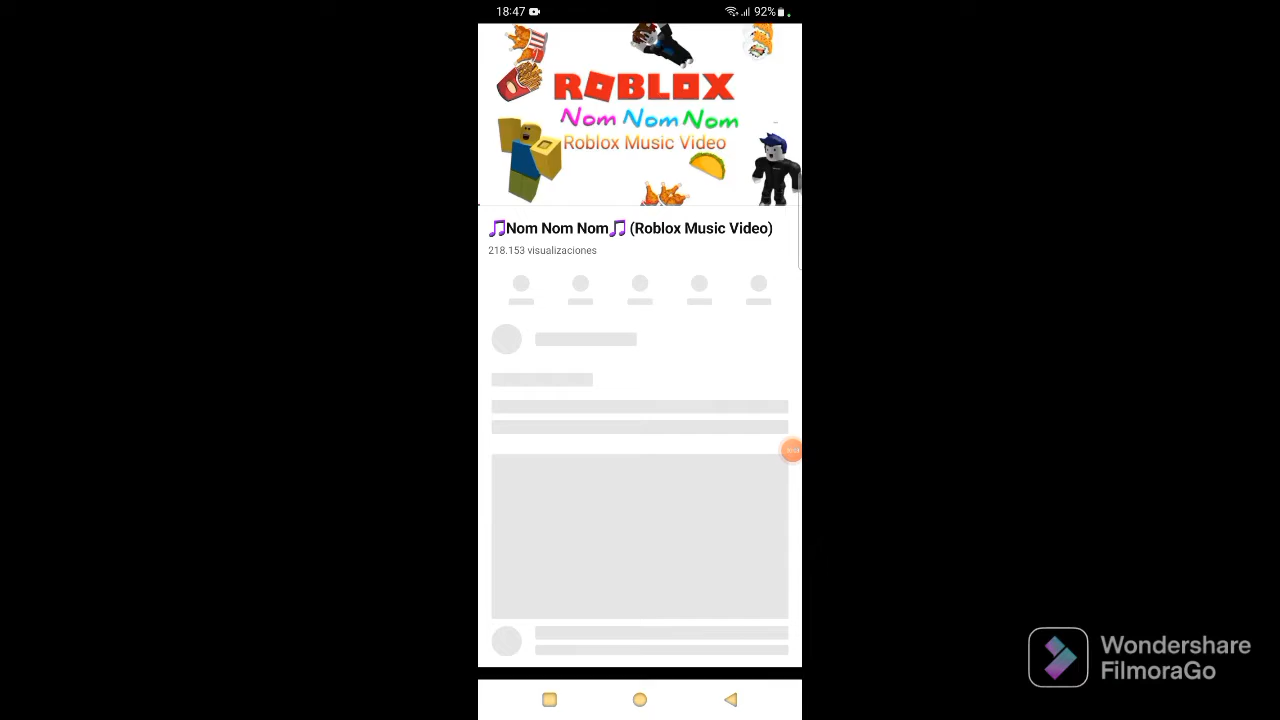 18:47
92%
ROBLOX
Nom Nom Nom
Roblox Music Video
🎵Nom Nom Nom🎵 (Roblox Music Video)
218.153 visualizaciones
Wondershare
FilmoraGo